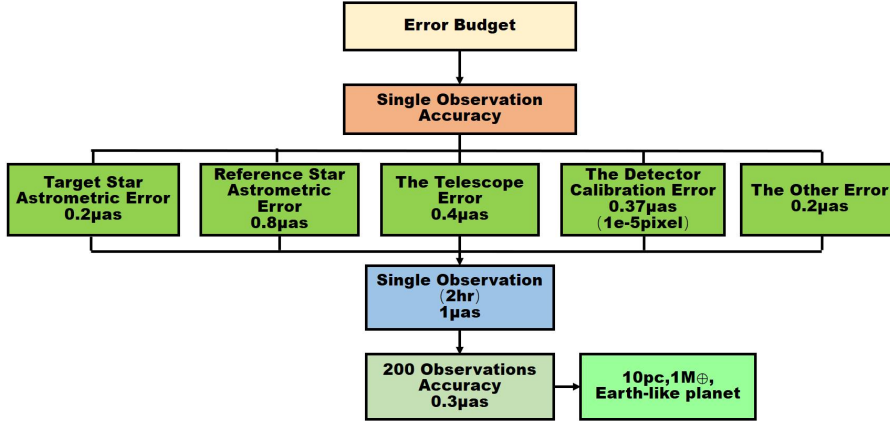 Error Budget
Single Observation
Accuracy
Target Star
Astrometric Error
0.2μas
Reference Star
Astrometric
Error
0.8μas
The Telescope
Error
0.4μas
The Detector
Calibration Error
0.37μas
(1e-5pixel)
The Other Error
0.2μas
Single Observation
(2hr)
1μas
200 Observations
Accuracy
0.3μas
10pc,1M⊕,
Earth-like planet